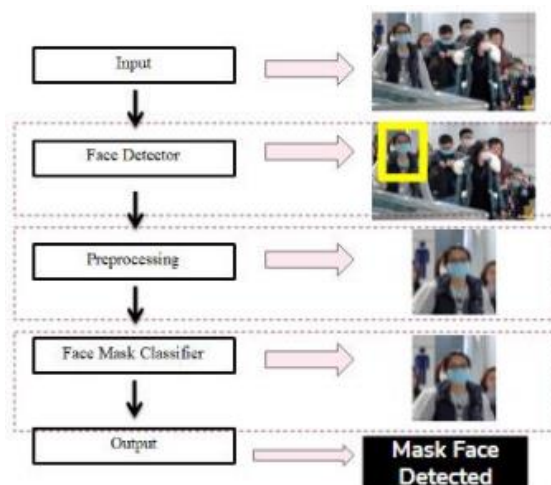 Input
Face Detector
Preprocessing
Face Mask Classifier
Output
Mask Face
Detected